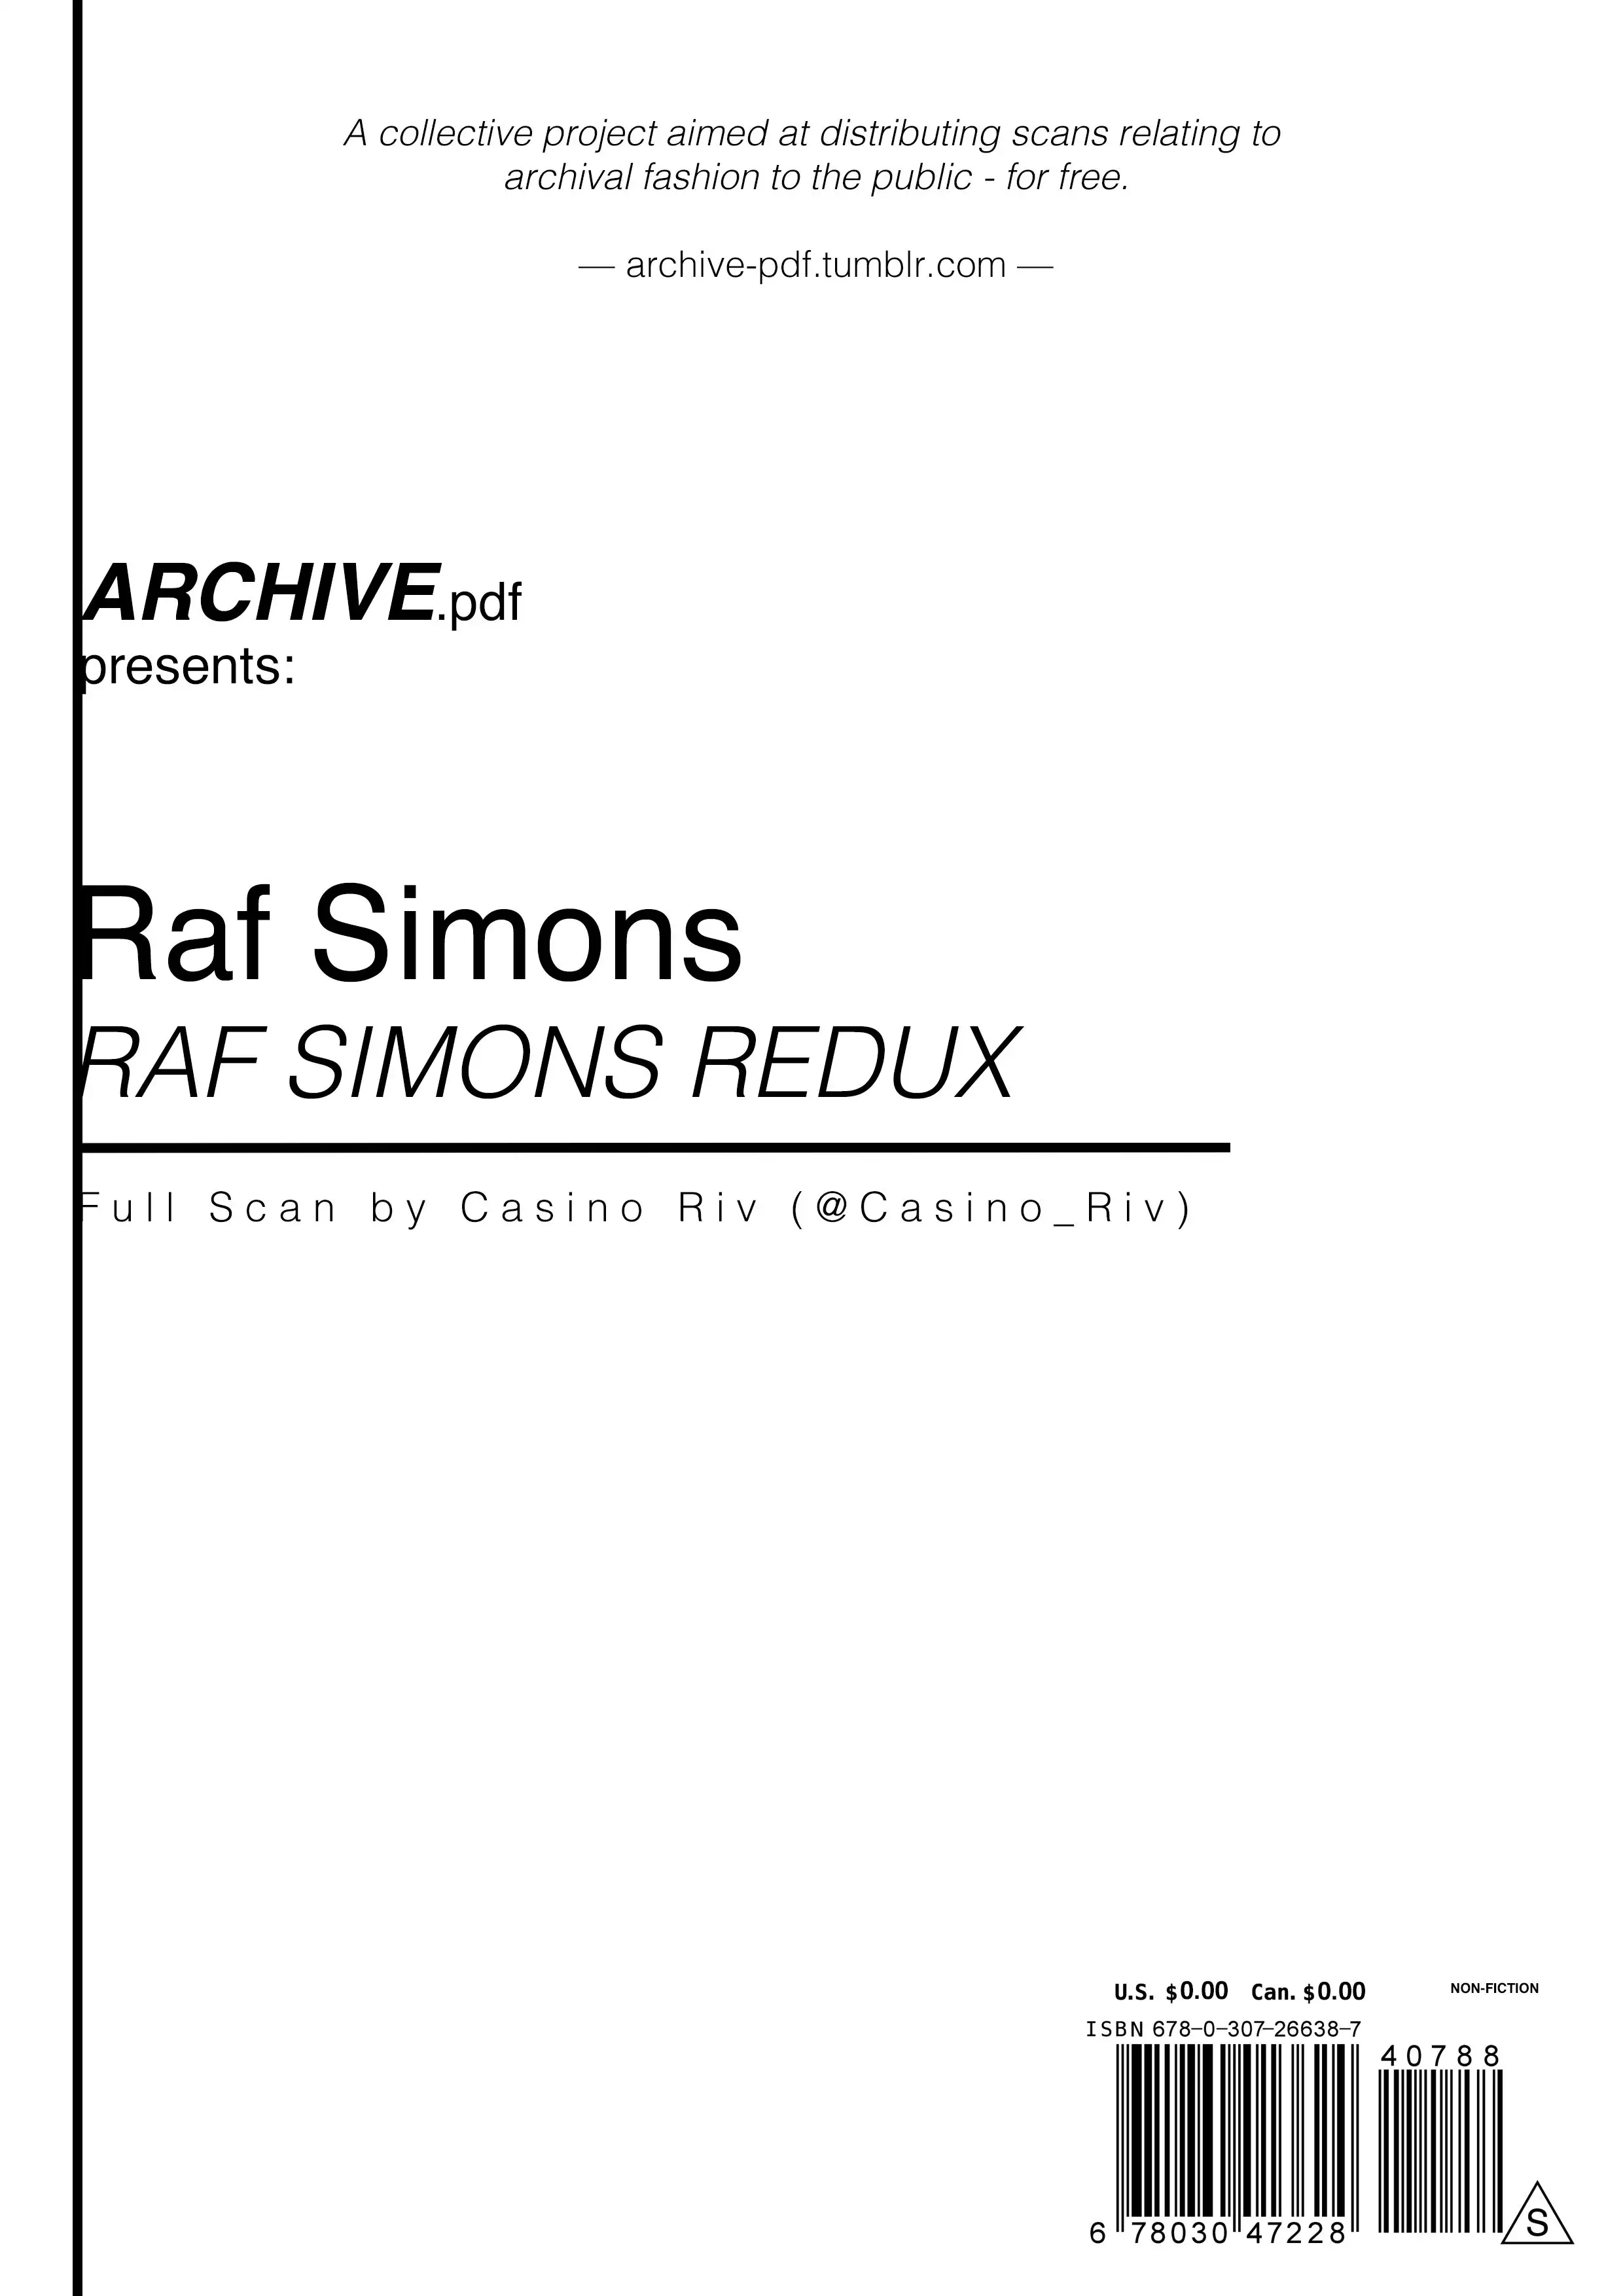 A collective project aimed at distributing scans relating to
archival fashion to the public - for free.
— archive-pdf.tumblr.com —
ARCHIVE.pdf
presents:
Raf Simons
RAF SIMONS REDUX
Full Scan by Casino Riv (@Casino_Riv)
U.S. $0.00 Can. $0.00 NON-FICTION
ISBN 678-0-307-26638-7
40788
6 78030 47228
S